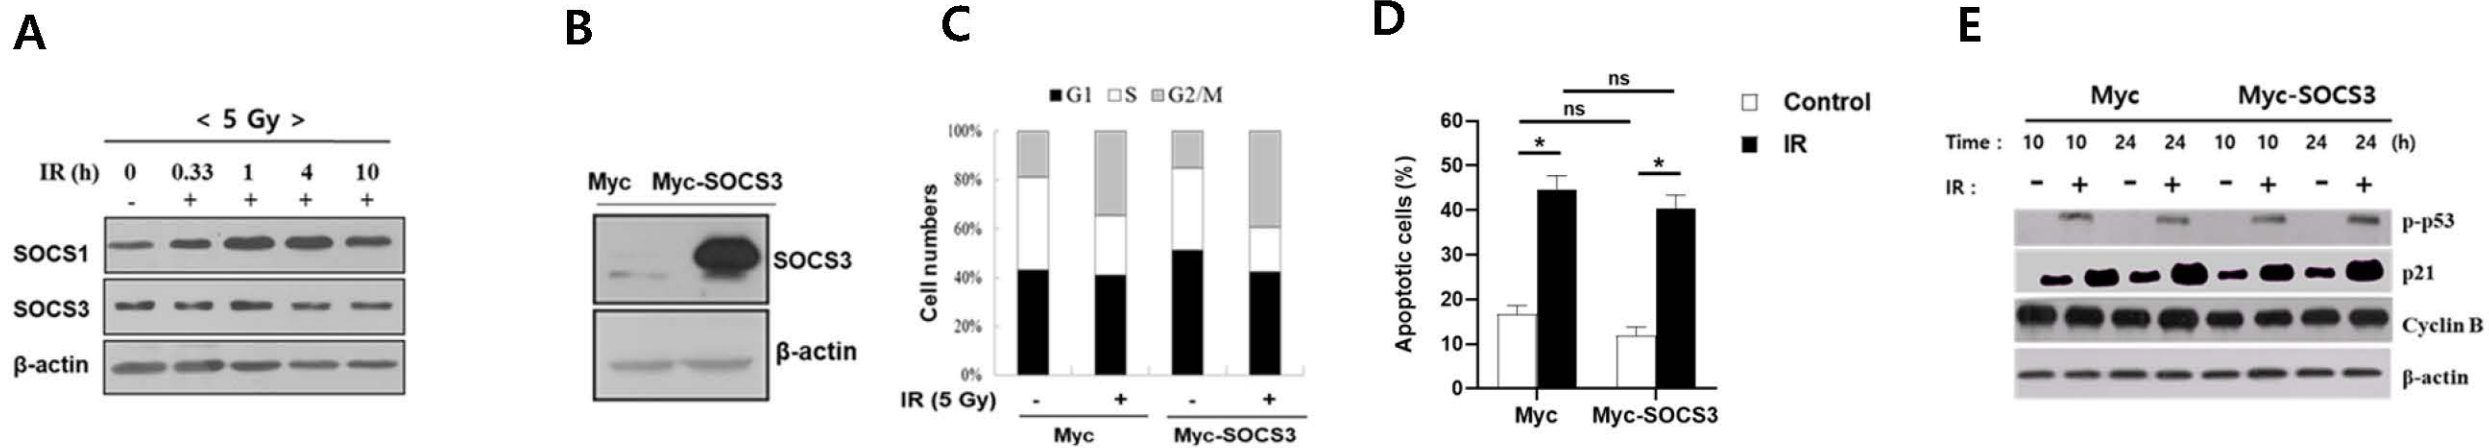 A
< 5 Gy >
IR (h) 0 0.33 1 4 10
- + + + +
SOCS1
SOCS3
β-actin
B
Myc Myc-SOCS3
SOCS3
β-actin
C
G1 S G2/M
100%
80%
60%
40%
20%
0%
Cell numbers
IR (5 Gy) - + - +
Myc Myc-SOCS3
D
ns
ns
* *
Control
IR
60
50
40
30
20
10
0
Apoptotic cells (%)
Myc Myc-SOCS3
E
Myc Myc-SOCS3
Time : 10 10 24 24 10 10 24 24 (h)
IR : - + - + - + - +
p-p53
p21
Cyclin B
β-actin